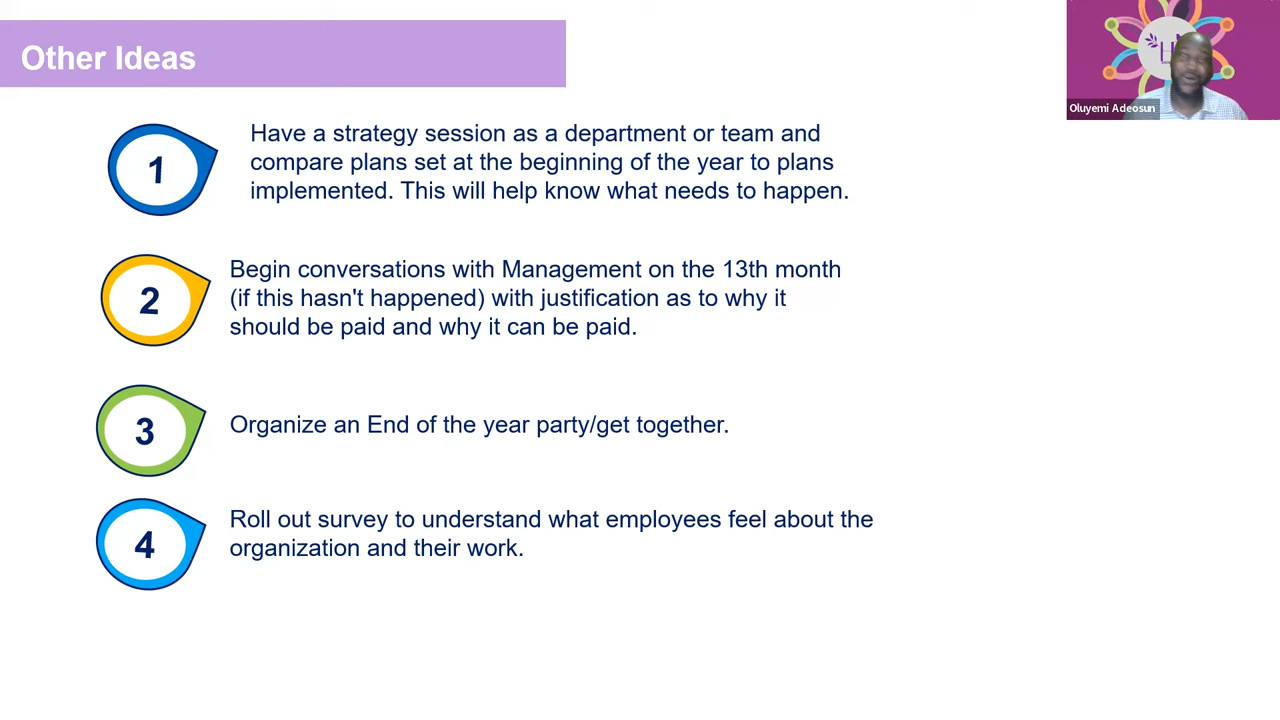 Other Ideas
Oluyemi Adeosun
1
Have a strategy session as a department or team and
compare plans set at the beginning of the year to plans
implemented. This will help know what needs to happen.
2
Begin conversations with Management on the 13th month
(if this hasn't happened) with justification as to why it
should be paid and why it can be paid.
3
Organize an End of the year party/get together.
4
Roll out survey to understand what employees feel about the
organization and their work.